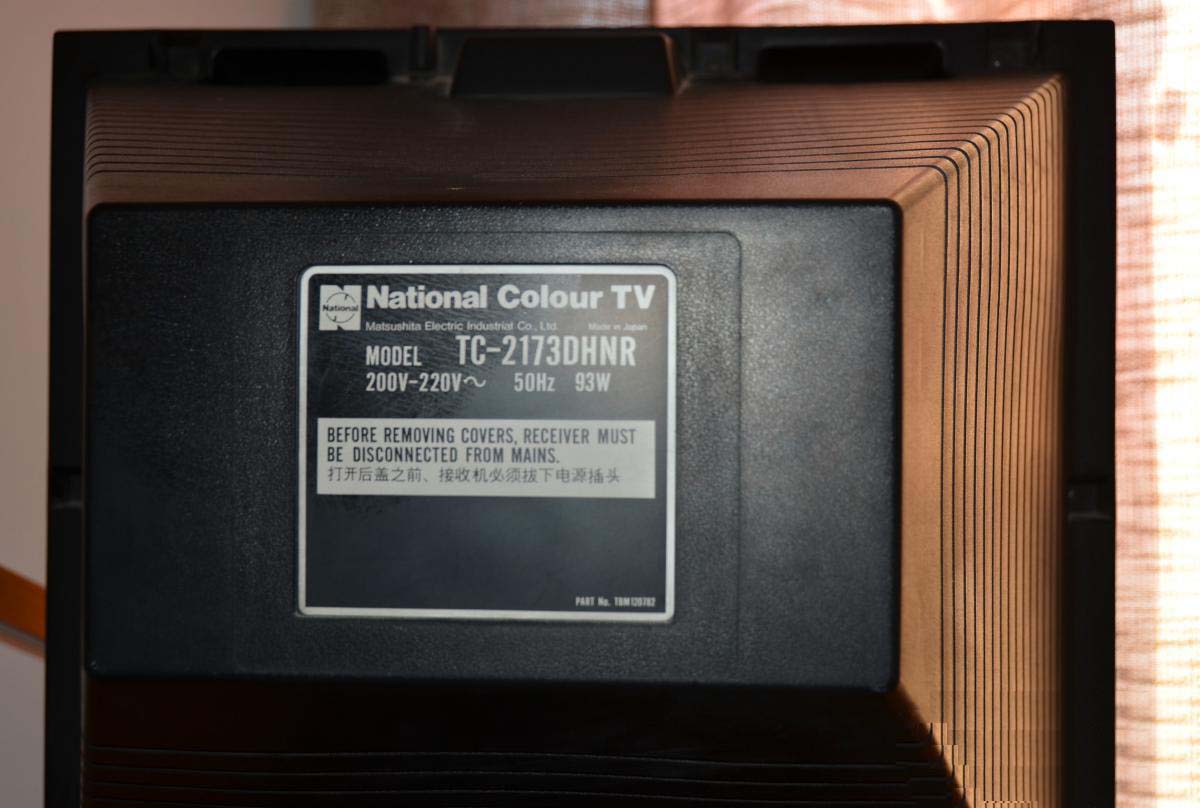 National
National Colour TV
Matsushita Electric Industrial Co., Ltd. Made in Japan
MODEL TC-2173DHNR
200V-220V～ 50Hz 93W
BEFORE REMOVING COVERS, RECEIVER MUST
BE DISCONNECTED FROM MAINS.
打开后盖之前、接收机必须拔下电源插头
PART No. TBM120782